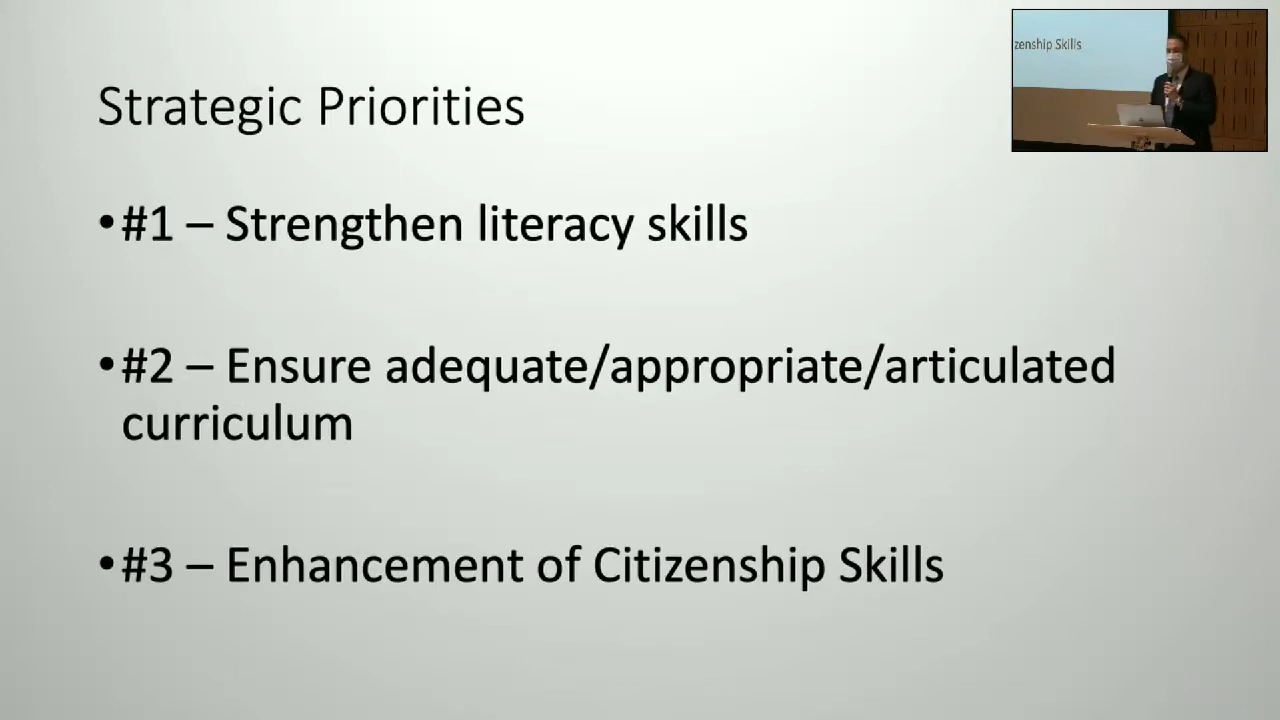 Strategic Priorities
zenship Skills
• #1 – Strengthen literacy skills
• #2 – Ensure adequate/appropriate/articulated
curriculum
• #3 – Enhancement of Citizenship Skills